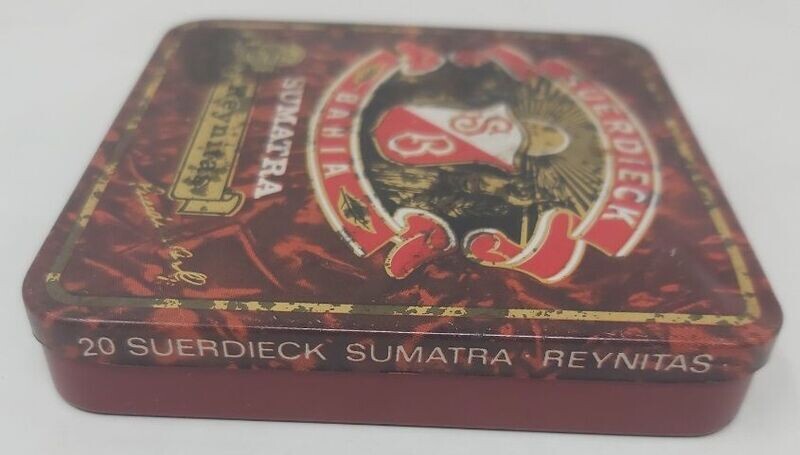 SUERDIECK
SB
BAHIA
SUMATRA
Reynitas
20 SUERDIECK SUMATRA · REYNITAS